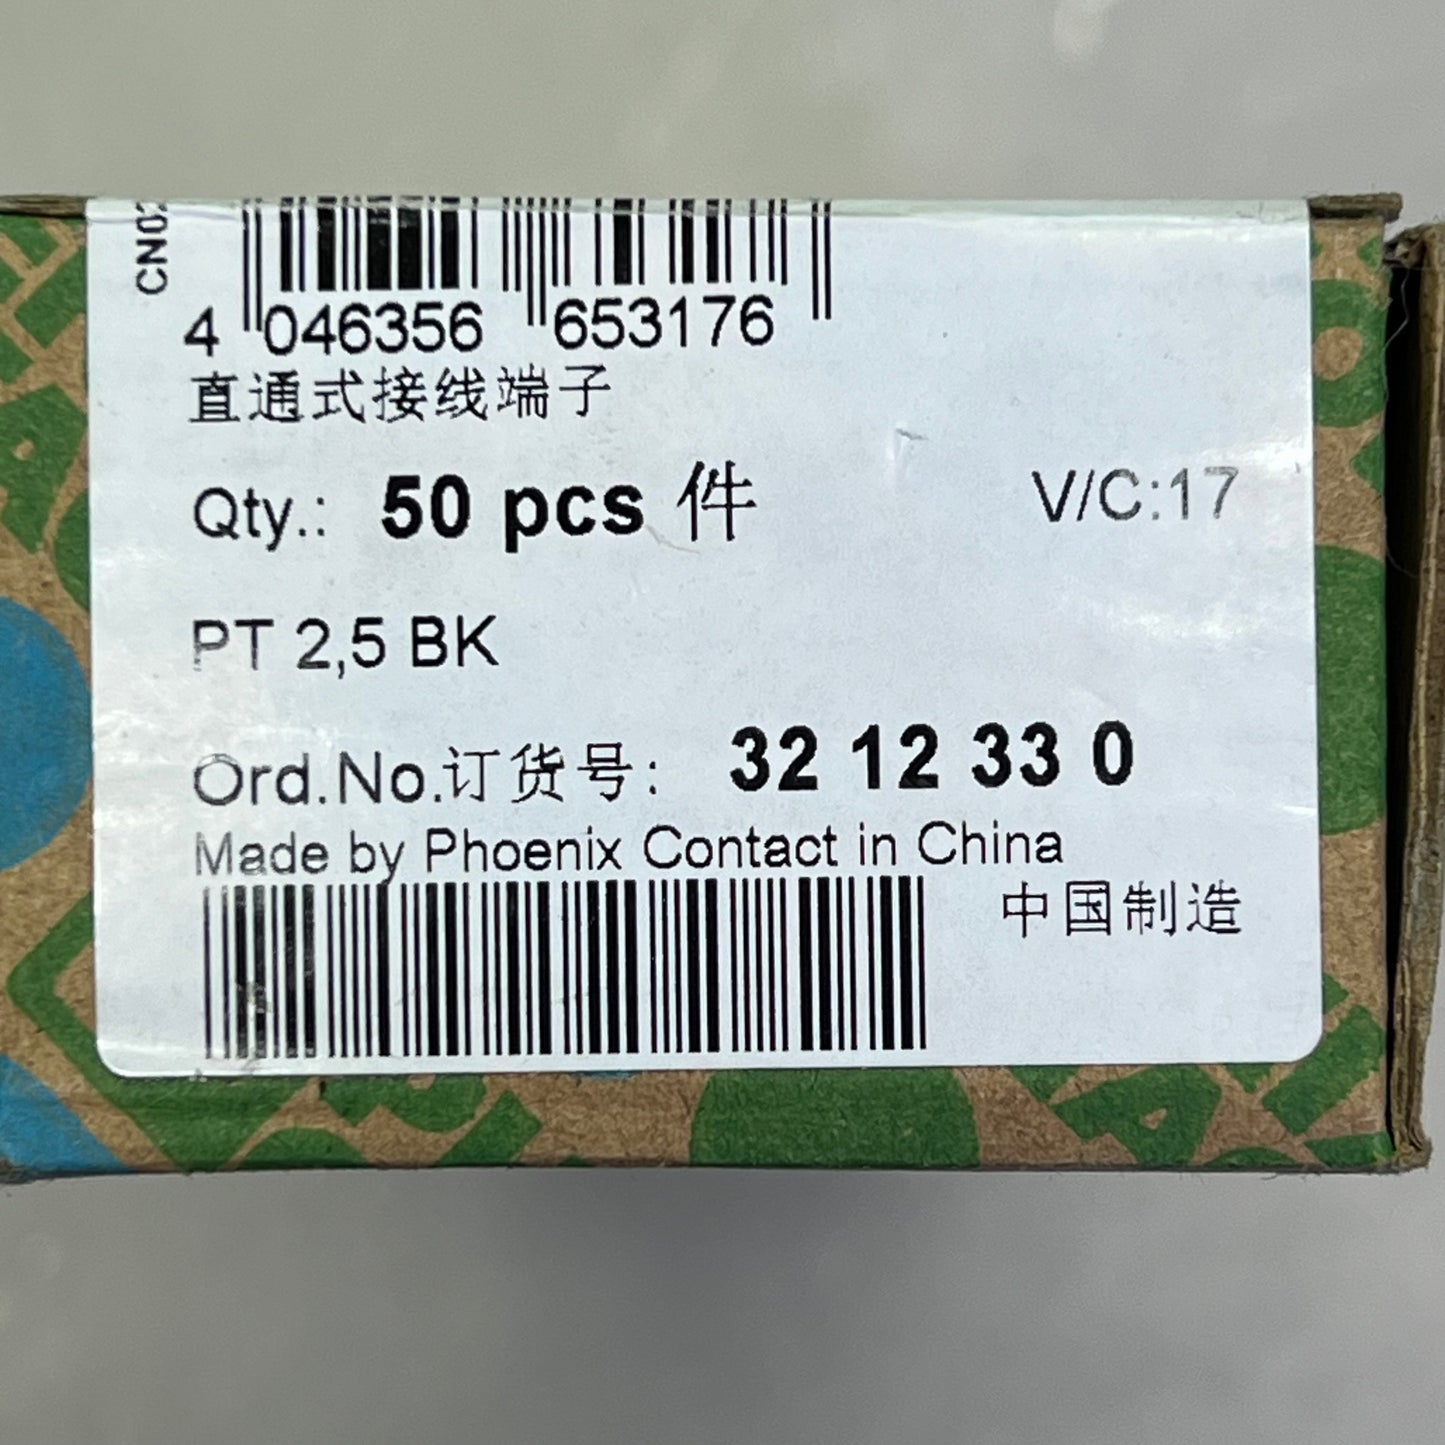 CN02
4 046356 653176
直通式接线端子
Qty.: 50 pcs 件 V/C:17
PT 2,5 BK
Ord.No.订货号: 32 12 33 0
Made by Phoenix Contact in China
中国制造